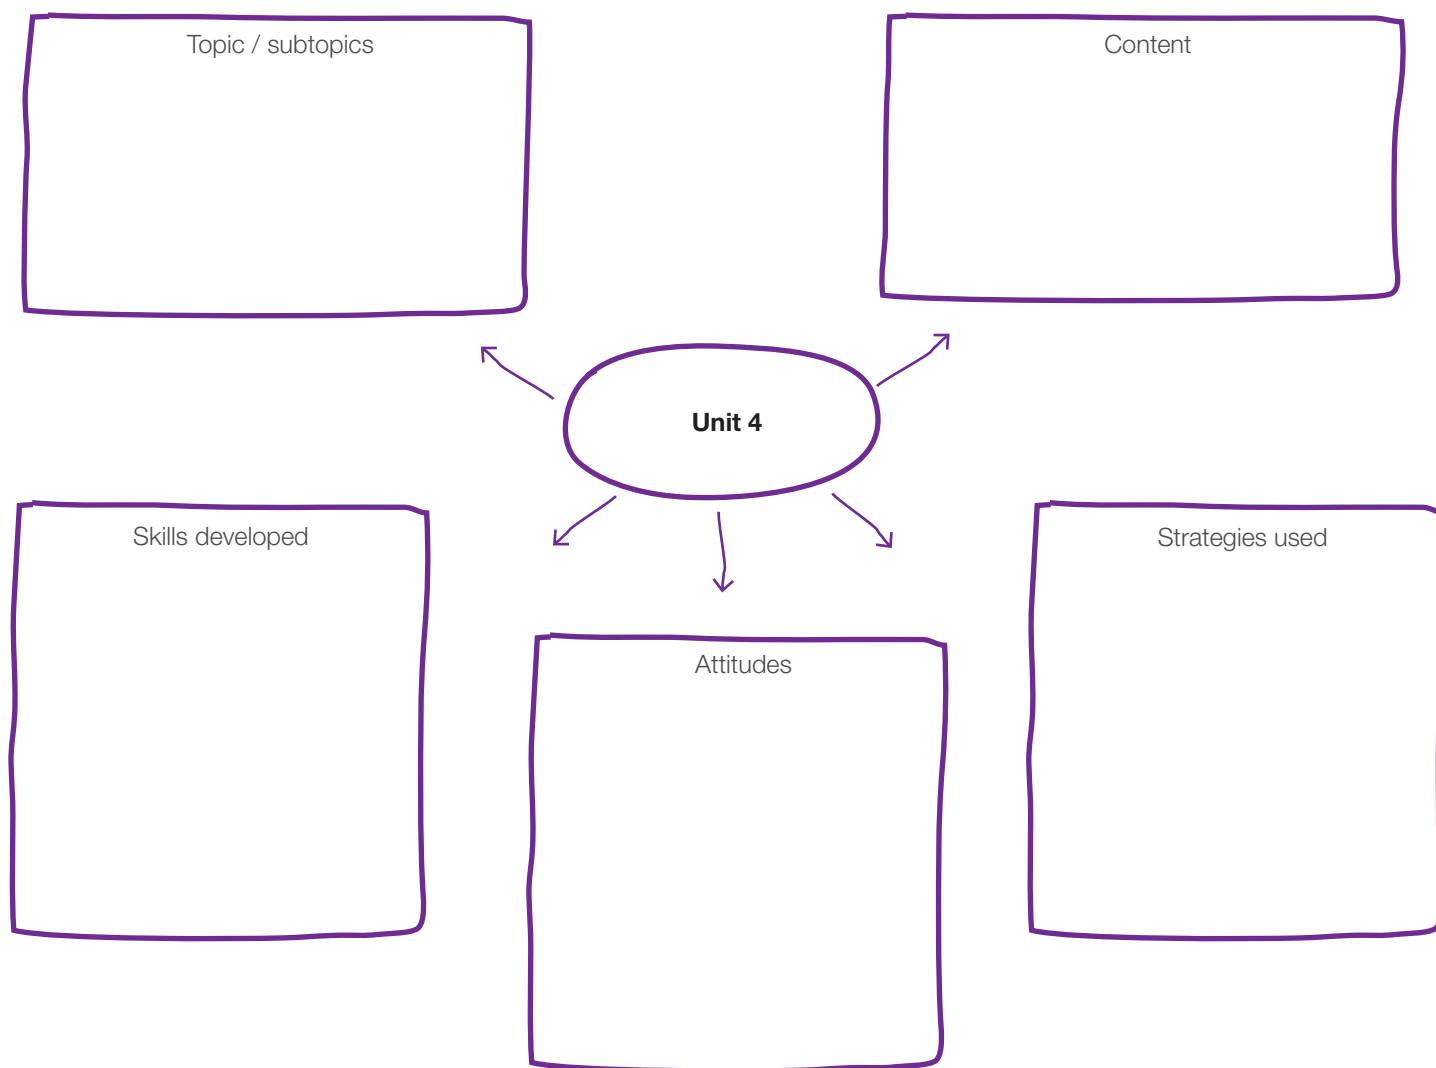 Topic / subtopics
Content
Unit 4
Skills developed
Strategies used
Attitudes